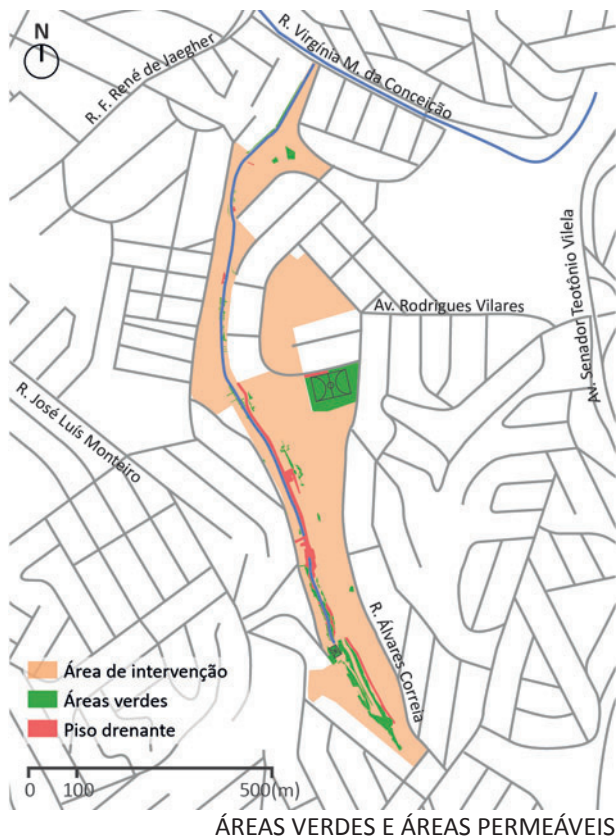 N
R. F. René de Jaegher
R. Virgínia M. da Conceição
Av. Senador Teotônio Vilela
Av. Rodrigues Vilares
R. José Luís Monteiro
R. Álvares Correia
Área de intervenção
Áreas verdes
Piso drenante
0 100 500(m)
ÁREAS VERDES E ÁREAS PERMEÁVEIS